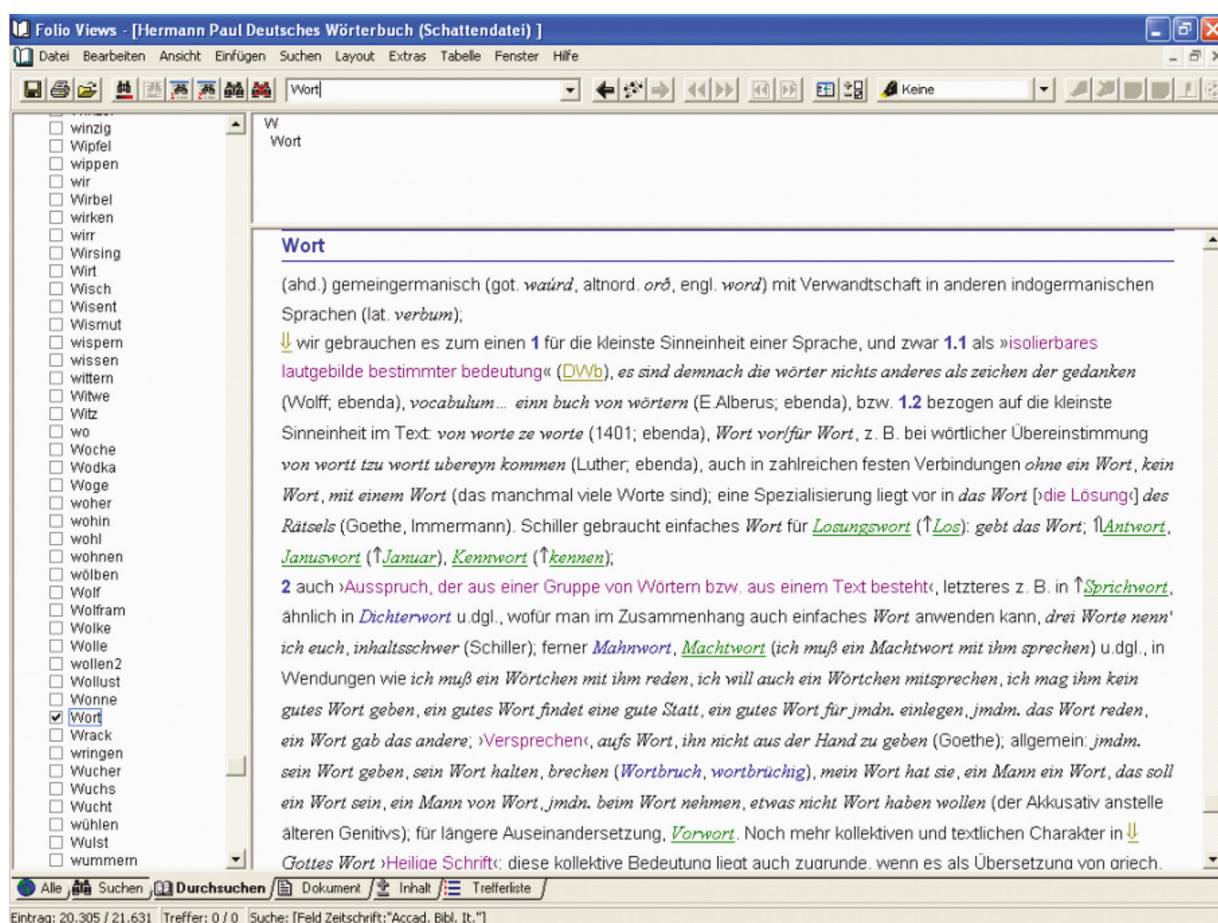 Folio Views - [Hermann Paul Deutsches Wörterbuch (Schattendatei) ]
Datei Bearbeiten Ansicht Einfügen Suchen Layout Extras Tabelle Fenster Hilfe
Wort
Keine
winzig
Wipfel
wippen
wir
Wirbel
wirken
wirr
Wirsing
Wirt
Wisch
Wisent
Wismut
wispern
wissen
wittern
Witwe
Witz
wo
Woche
Wodka
Woge
woher
wohin
wohl
wohnen
wölben
Wolf
Wolfram
Wolke
Wolle
wollen2
Wollust
Wonne
Wort
Wrack
wringen
Wucher
Wuchs
Wucht
wühlen
Wulst
wummern
W
Wort
Wort
(ahd.) gemeingermanisch (got. waúrd, altnord. orð, engl. word) mit Verwandtschaft in anderen indogermanischen
Sprachen (lat. verbum);
⇓ wir gebrauchen es zum einen 1 für die kleinste Sinneinheit einer Sprache, und zwar 1.1 als »isolierbares
lautgebilde bestimmter bedeutung« (DWb), es sind demnach die wörter nichts anderes als zeichen der gedanken
(Wolff; ebenda), vocabulum... einn buch von wörtern (E.Alberus; ebenda), bzw. 1.2 bezogen auf die kleinste
Sinneinheit im Text: von worte ze worte (1401; ebenda), Wort vor/für Wort, z. B. bei wörtlicher Übereinstimmung
von wortt tzu wortt ubereyn kommen (Luther; ebenda), auch in zahlreichen festen Verbindungen ohne ein Wort, kein
Wort, mit einem Wort (das manchmal viele Worte sind); eine Spezialisierung liegt vor in das Wort [›die Lösung‹] des
Rätsels (Goethe, Immermann). Schiller gebraucht einfaches Wort für Losungswort (↑Los): gebt das Wort; ⇑Antwort,
Januswort (↑Januar), Kennwort (↑kennen);
2 auch ›Ausspruch, der aus einer Gruppe von Wörtern bzw. aus einem Text besteht‹, letzteres z. B. in ↑Sprichwort,
ähnlich in Dichterwort u.dgl., wofür man im Zusammenhang auch einfaches Wort anwenden kann, drei Worte nenn'
ich euch, inhaltsschwer (Schiller); ferner Mahnwort, Machtwort (ich muß ein Machtwort mit ihm sprechen) u.dgl., in
Wendungen wie ich muß ein Wörtchen mit ihm reden, ich will auch ein Wörtchen mitsprechen, ich mag ihm kein
gutes Wort geben, ein gutes Wort findet eine gute Statt, ein gutes Wort für jmdn. einlegen, jmdm. das Wort reden,
ein Wort gab das andere; ›Versprechen‹, aufs Wort, ihn nicht aus der Hand zu geben (Goethe); allgemein: jmdm.
sein Wort geben, sein Wort halten, brechen (Wortbruch, wortbrüchig), mein Wort hat sie, ein Mann ein Wort, das soll
ein Wort sein, ein Mann von Wort, jmdn. beim Wort nehmen, etwas nicht Wort haben wollen (der Akkusativ anstelle
älteren Genitivs); für längere Auseinandersetzung, Vorwort. Noch mehr kollektiven und textlichen Charakter in ⇓
Gottes Wort ›Heilige Schrift‹; diese kollektive Bedeutung liegt auch zugrunde, wenn es als Übersetzung von griech.
Alle Suchen Durchsuchen Dokument Inhalt Trefferliste
Eintrag: 20.305 / 21.631 Treffer: 0 / 0 Suche: [Feld Zeitschrift:"Accad. Bibl. It."]